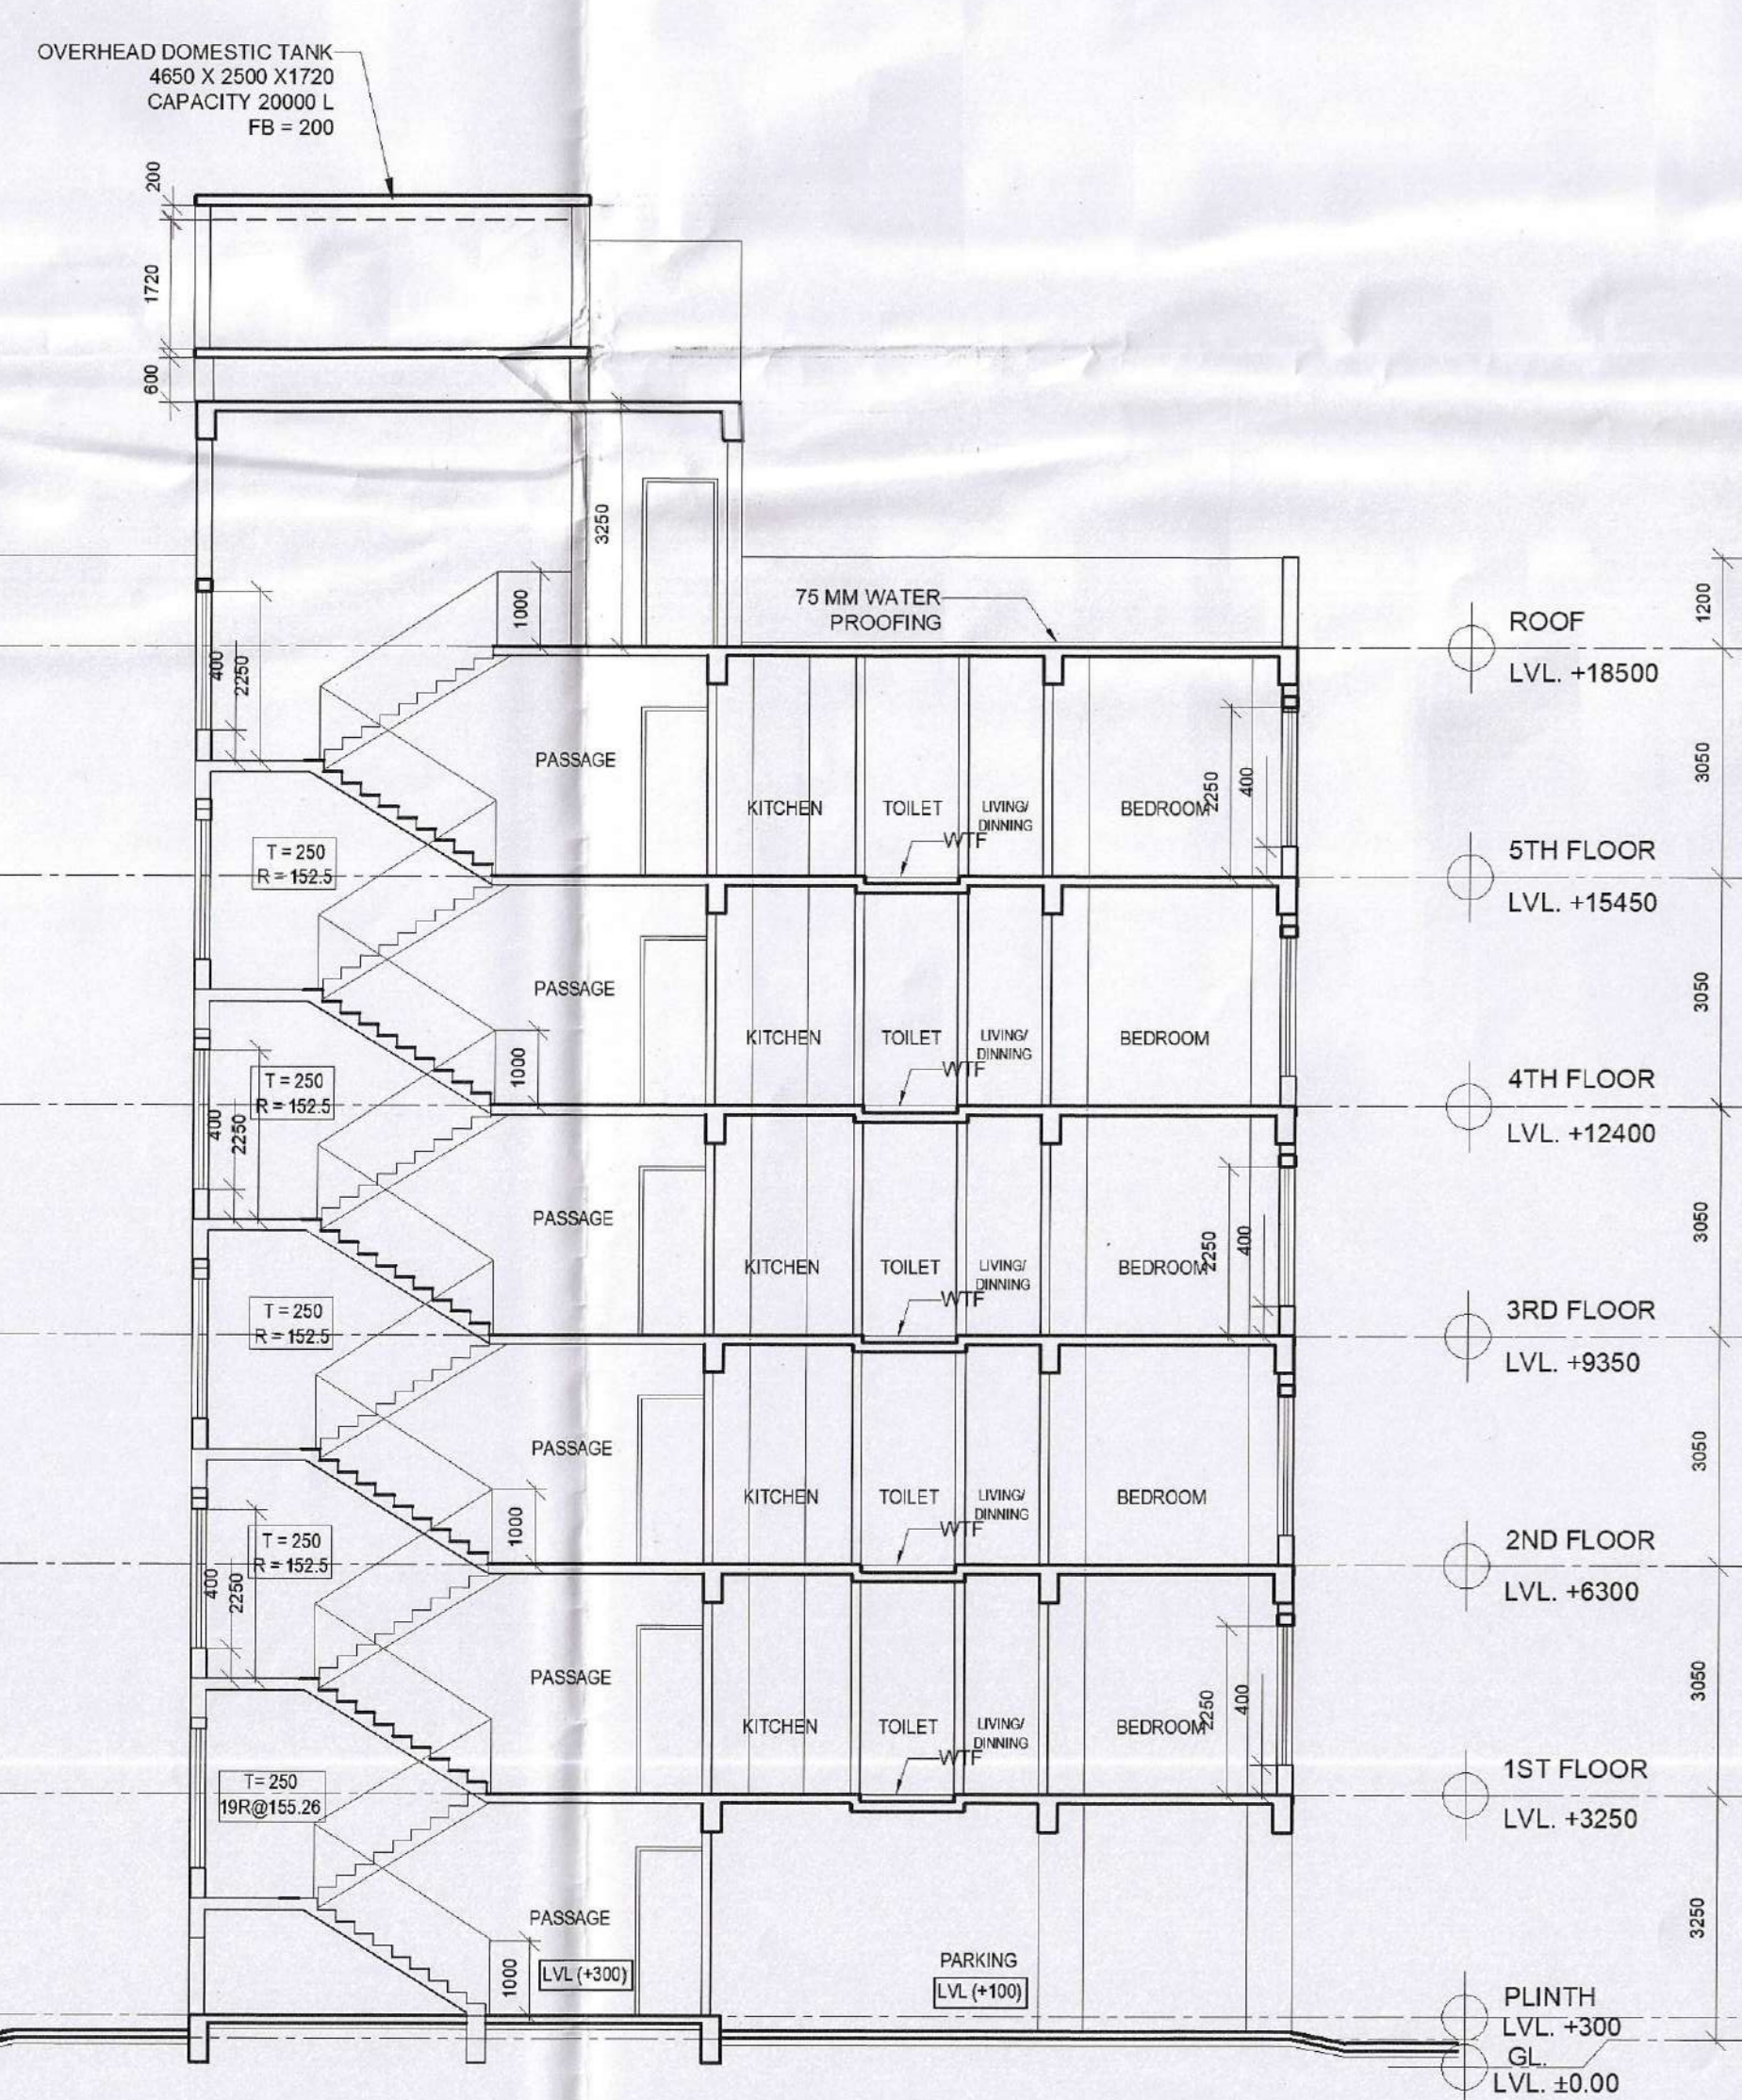 OVERHEAD DOMESTIC TANK
4650 X 2500 X1720
CAPACITY 20000 L
FB = 200
200
1720
600
3250
1000
75 MM WATER
PROOFING
1200
ROOF
LVL. +18500
400
2250
PASSAGE
KITCHEN
TOILET
LIVING/
DINNING
BEDROOM
2250
400
3050
WTF
T = 250
R = 152.5
5TH FLOOR
LVL. +15450
PASSAGE
KITCHEN
TOILET
LIVING/
DINNING
BEDROOM
3050
WTF
1000
T = 250
R = 152.5
400
2250
4TH FLOOR
LVL. +12400
PASSAGE
KITCHEN
TOILET
LIVING/
DINNING
BEDROOM
2250
400
3050
WTF
T = 250
R = 152.5
3RD FLOOR
LVL. +9350
PASSAGE
KITCHEN
TOILET
LIVING/
DINNING
BEDROOM
3050
WTF
1000
T = 250
R = 152.5
400
2250
2ND FLOOR
LVL. +6300
PASSAGE
KITCHEN
TOILET
LIVING/
DINNING
BEDROOM
2250
400
3050
WTF
T= 250
19R@155.26
1ST FLOOR
LVL. +3250
PASSAGE
1000
LVL (+300)
PARKING
LVL (+100)
3250
PLINTH
LVL. +300
GL.
LVL. ±0.00